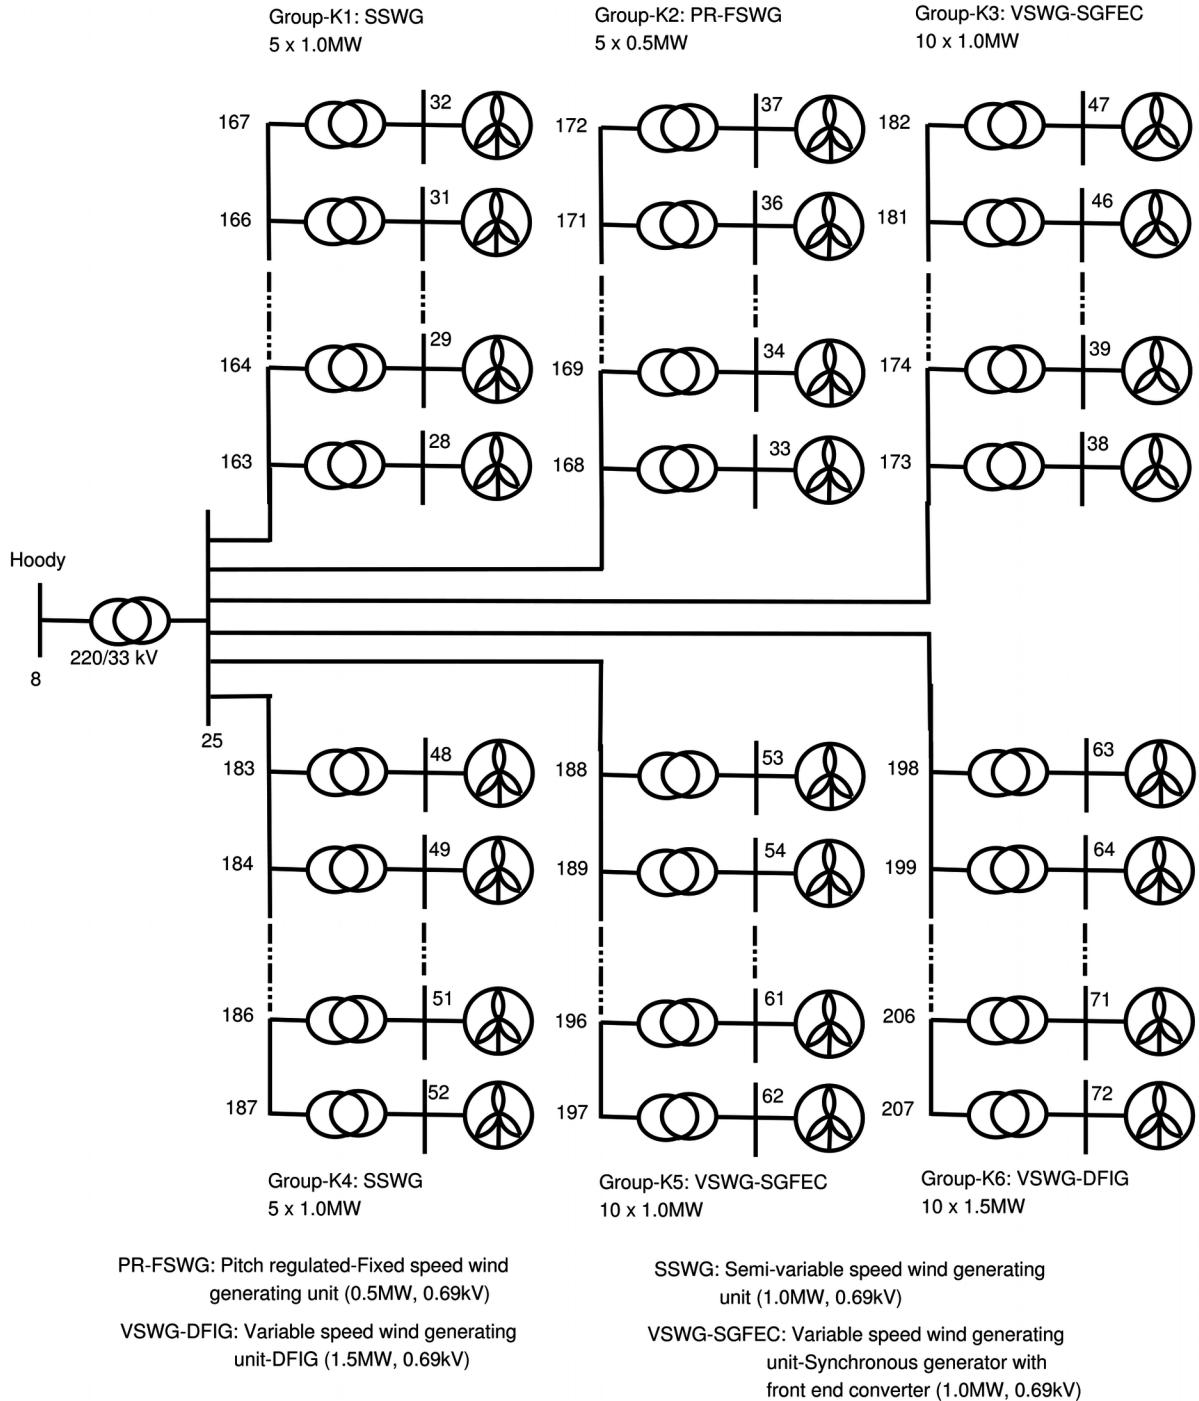 Group-K1: SSWG
5 x 1.0MW
Group-K2: PR-FSWG
5 x 0.5MW
Group-K3: VSWG-SGFEC
10 x 1.0MW
167 32 172 37 182 47
166 31 171 36 181 46
164 29 169 34 174 39
163 28 168 33 173 38
Hoody
220/33 kV
8
25
183 48 188 53 198 63
184 49 189 54 199 64
186 51 196 61 206 71
187 52 197 62 207 72
Group-K4: SSWG
5 x 1.0MW
Group-K5: VSWG-SGFEC
10 x 1.0MW
Group-K6: VSWG-DFIG
10 x 1.5MW
PR-FSWG: Pitch regulated-Fixed speed wind
generating unit (0.5MW, 0.69kV)
VSWG-DFIG: Variable speed wind generating
unit-DFIG (1.5MW, 0.69kV)
SSWG: Semi-variable speed wind generating
unit (1.0MW, 0.69kV)
VSWG-SGFEC: Variable speed wind generating
unit-Synchronous generator with
front end converter (1.0MW, 0.69kV)